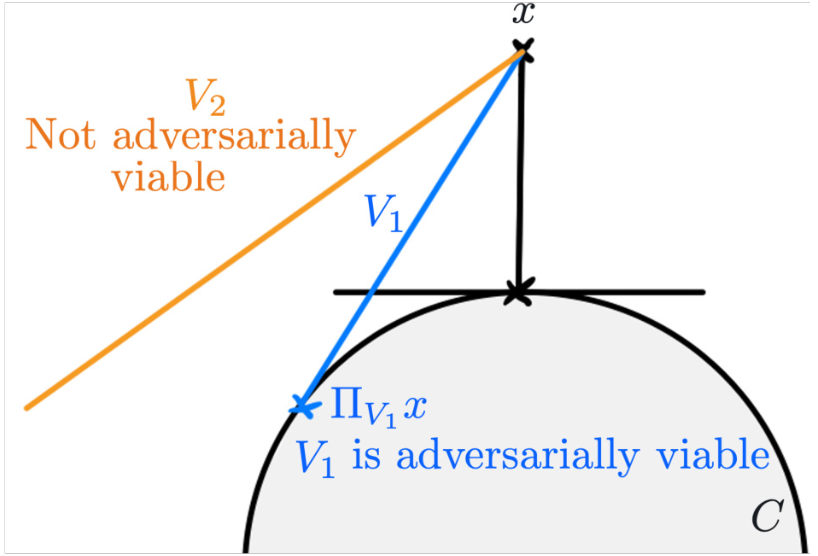 x
V₂
Not adversarially
viable
V₁
Π_{V₁}x
V₁ is adversarially viable
C